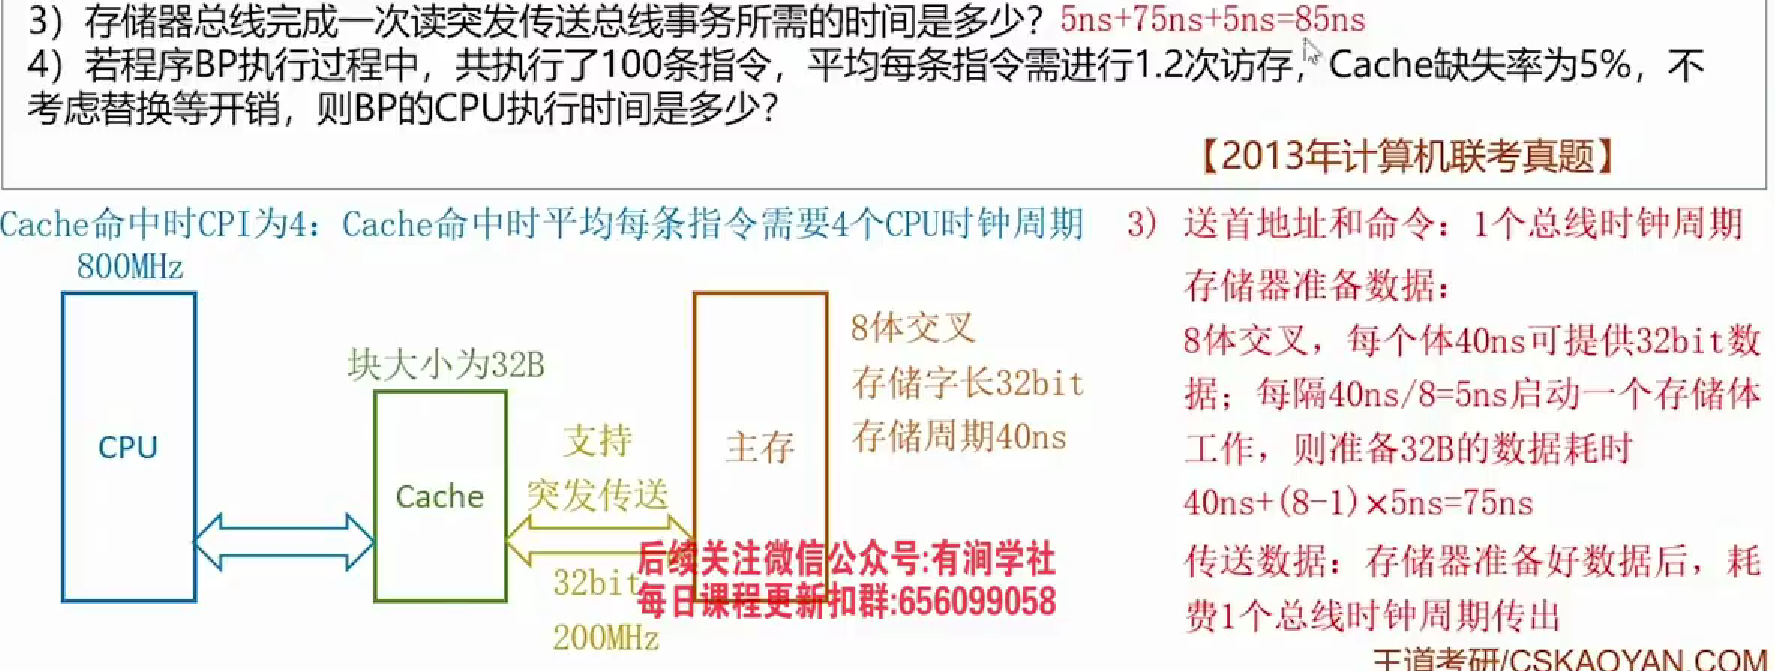 3）存储器总线完成一次读突发传送总线事务所需的时间是多少？5ns+75ns+5ns=85ns
4）若程序BP执行过程中，共执行了100条指令，平均每条指令需进行1.2次访存，Cache缺失率为5%，不
考虑替换等开销，则BP的CPU执行时间是多少？
【2013年计算机联考真题】
Cache命中时CPI为4：Cache命中时平均每条指令需要4个CPU时钟周期
800MHz
CPU
块大小为32B
Cache
支持
突发传送
32bit
200MHz
主存
8体交叉
存储字长32bit
存储周期40ns
3）送首地址和命令：1个总线时钟周期
存储器准备数据：
8体交叉，每个体40ns可提供32bit数
据；每隔40ns/8=5ns启动一个存储体
工作，则准备32B的数据耗时
40ns+(8-1)×5ns=75ns
传送数据：存储器准备好数据后，耗
费1个总线时钟周期传出
后续关注微信公众号:有涧学社
每日课程更新扣群:656099058
王道考研/CSKAOYAN.COM